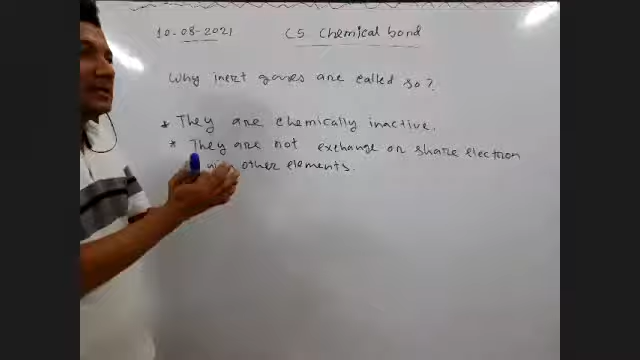 10-08-2021
C5 Chemical bond
Why inert gases are called so?
* They are chemically inactive.
* They are not exchange or share electron
with other elements.